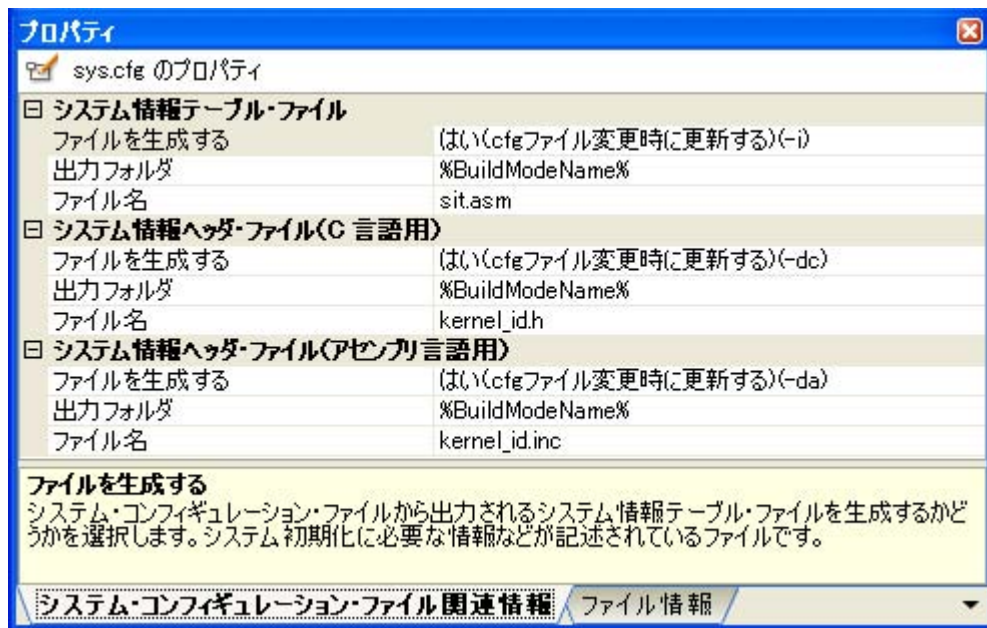 プロパティ
sys.cfg のプロパティ
システム情報テーブル・ファイル
ファイルを生成する はい(cfgファイル変更時に更新する)(-i)
出力フォルダ %BuildModeName%
ファイル名 sit.asm
システム情報ヘッダ・ファイル(C 言語用)
ファイルを生成する はい(cfgファイル変更時に更新する)(-dc)
出力フォルダ %BuildModeName%
ファイル名 kernel_id.h
システム情報ヘッダ・ファイル(アセンブリ言語用)
ファイルを生成する はい(cfgファイル変更時に更新する)(-da)
出力フォルダ %BuildModeName%
ファイル名 kernel_id.inc
ファイルを生成する
システム・コンフィギュレーション・ファイルから出力されるシステム情報テーブル・ファイルを生成するかど
うかを選択します。システム初期化に必要な情報などが記述されているファイルです。
システム・コンフィギュレーション・ファイル関連情報 ファイル情報